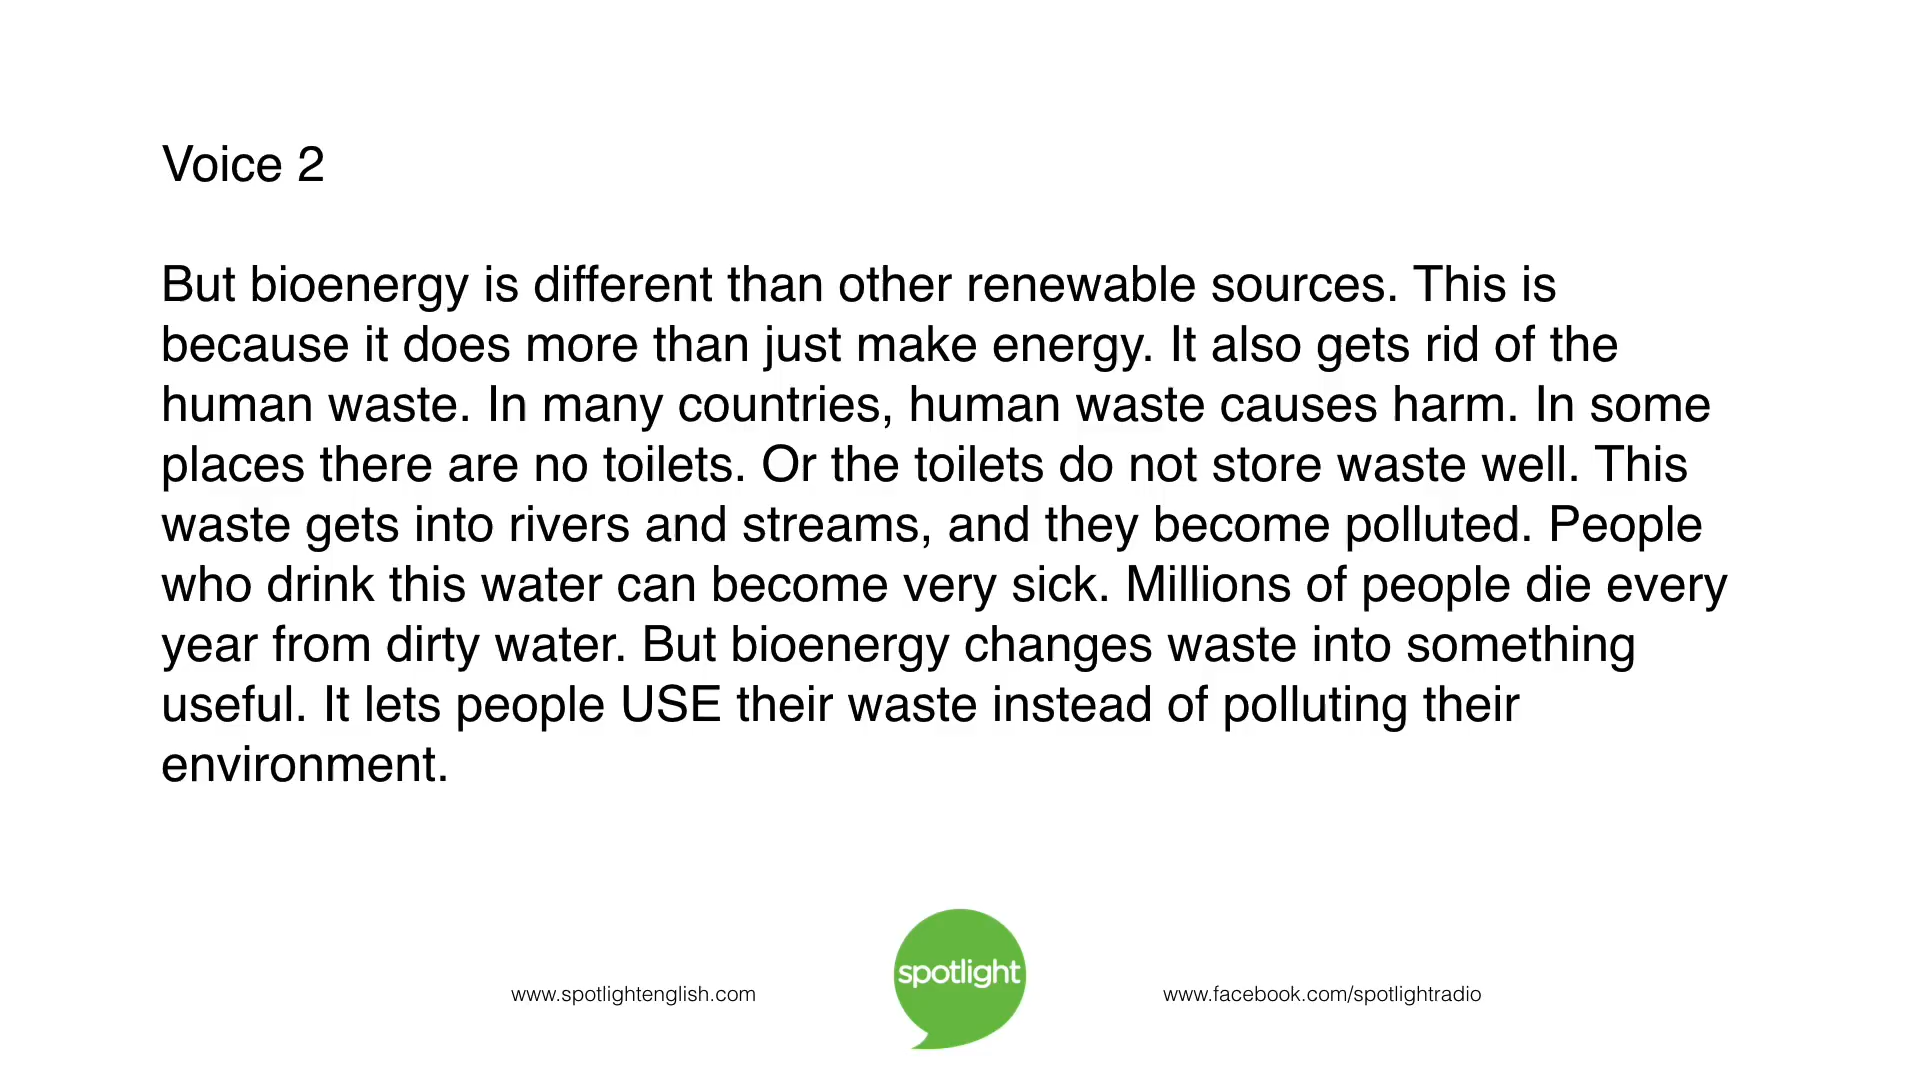 Voice 2
But bioenergy is different than other renewable sources. This is
because it does more than just make energy. It also gets rid of the
human waste. In many countries, human waste causes harm. In some
places there are no toilets. Or the toilets do not store waste well. This
waste gets into rivers and streams, and they become polluted. People
who drink this water can become very sick. Millions of people die every
year from dirty water. But bioenergy changes waste into something
useful. It lets people USE their waste instead of polluting their
environment.
www.spotlightenglish.com
spotlight
www.facebook.com/spotlightradio